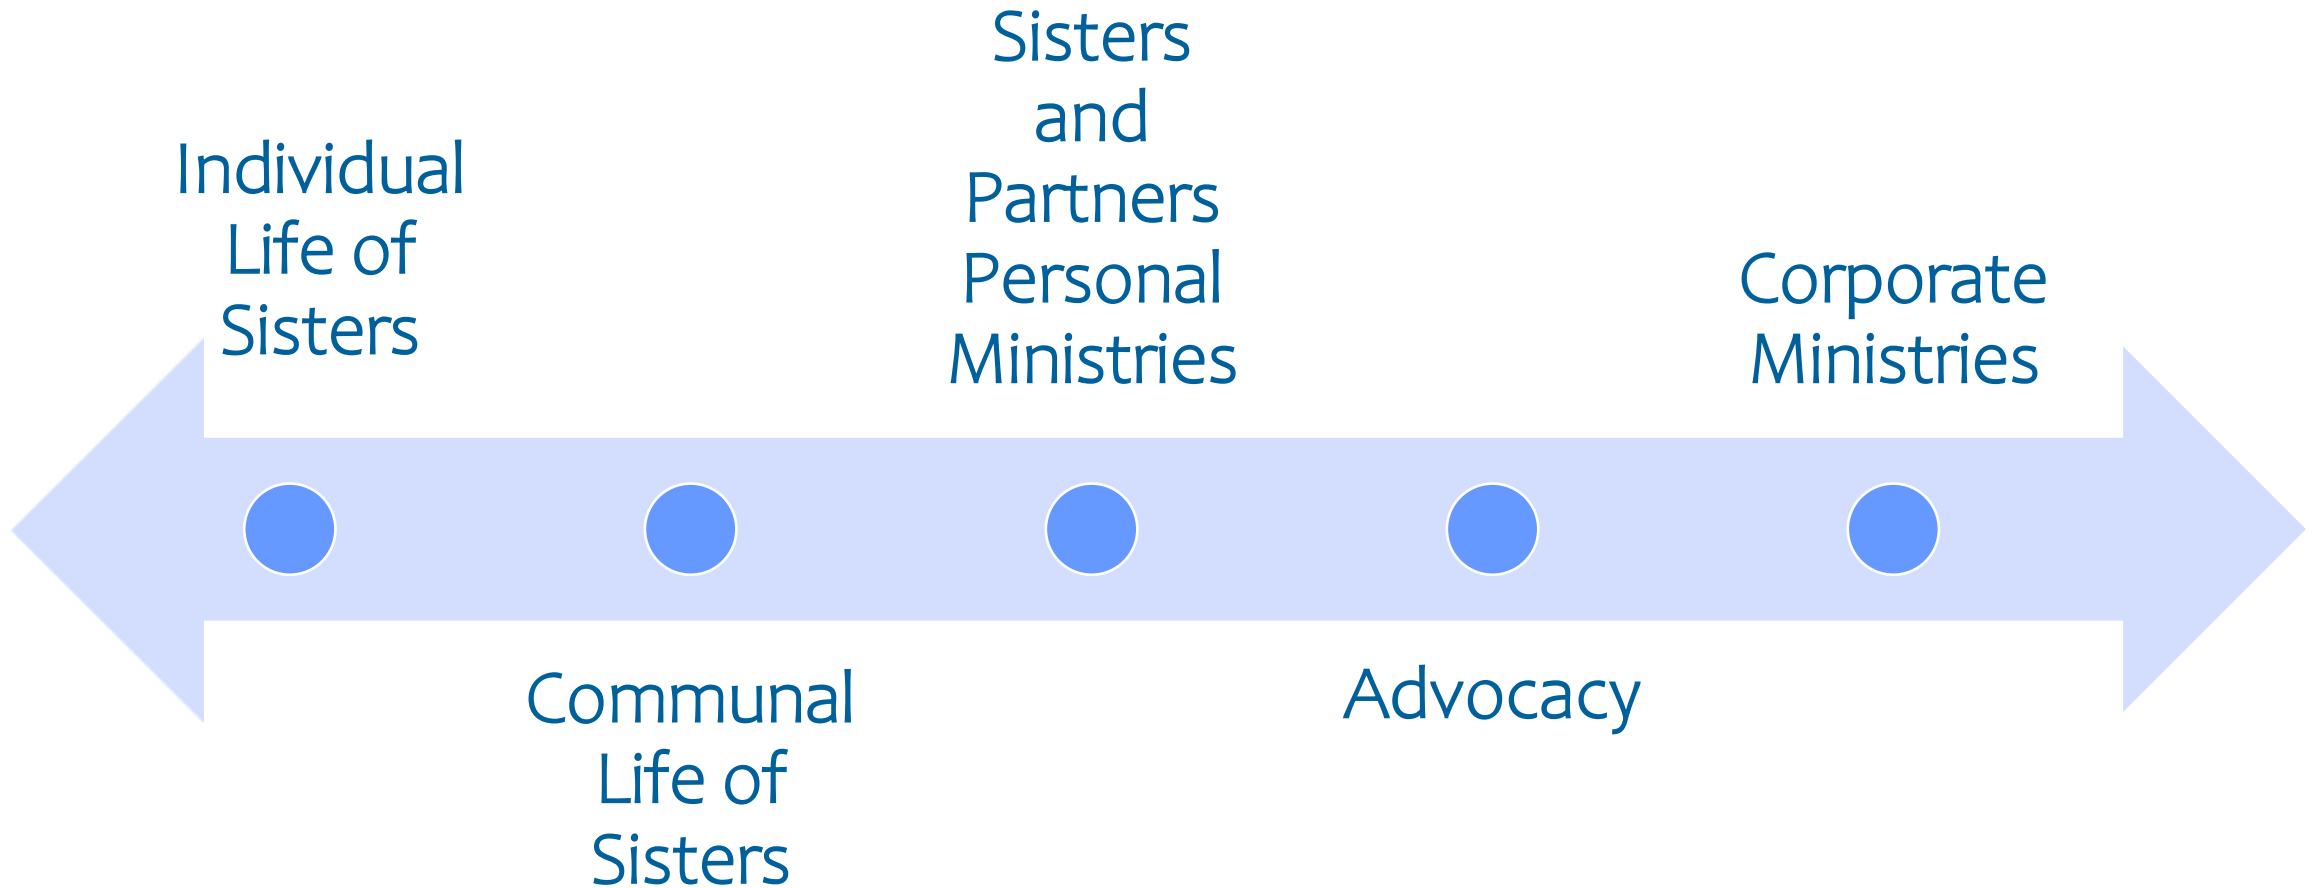 Individual
Life of
Sisters
Communal
Life of
Sisters
Sisters
and
Partners
Personal
Ministries
Advocacy
Corporate
Ministries